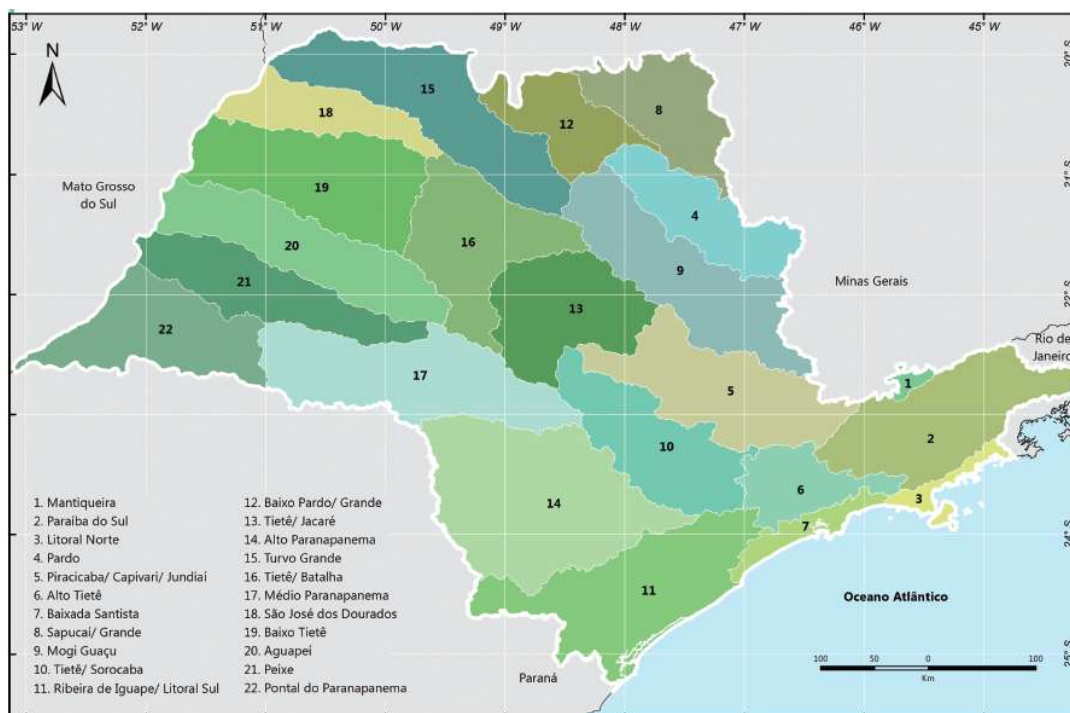 53° W 52° W 51° W 50° W 49° W 48° W 47° W 46° W 45° W
20° S
N
15
8
18
12
21° S
Mato Grosso
do Sul
19
4
16
20
9
Minas Gerais
21
13
22° S
22
Rio de
Janeiro
17
1
5
2
10
6
3
14
7
24° S
11
Oceano Atlântico
25° S
Paraná
100 50 0 100
Km
1. Mantiqueira
2. Paraíba do Sul
3. Litoral Norte
4. Pardo
5. Piracicaba/ Capivari/ Jundiaí
6. Alto Tietê
7. Baixada Santista
8. Sapucaí/ Grande
9. Mogi Guaçu
10. Tietê/ Sorocaba
11. Ribeira de Iguape/ Litoral Sul
12. Baixo Pardo/ Grande
13. Tietê/ Jacaré
14. Alto Paranapanema
15. Turvo Grande
16. Tietê/ Batalha
17. Médio Paranapanema
18. São José dos Dourados
19. Baixo Tietê
20. Aguapeí
21. Peixe
22. Pontal do Paranapanema